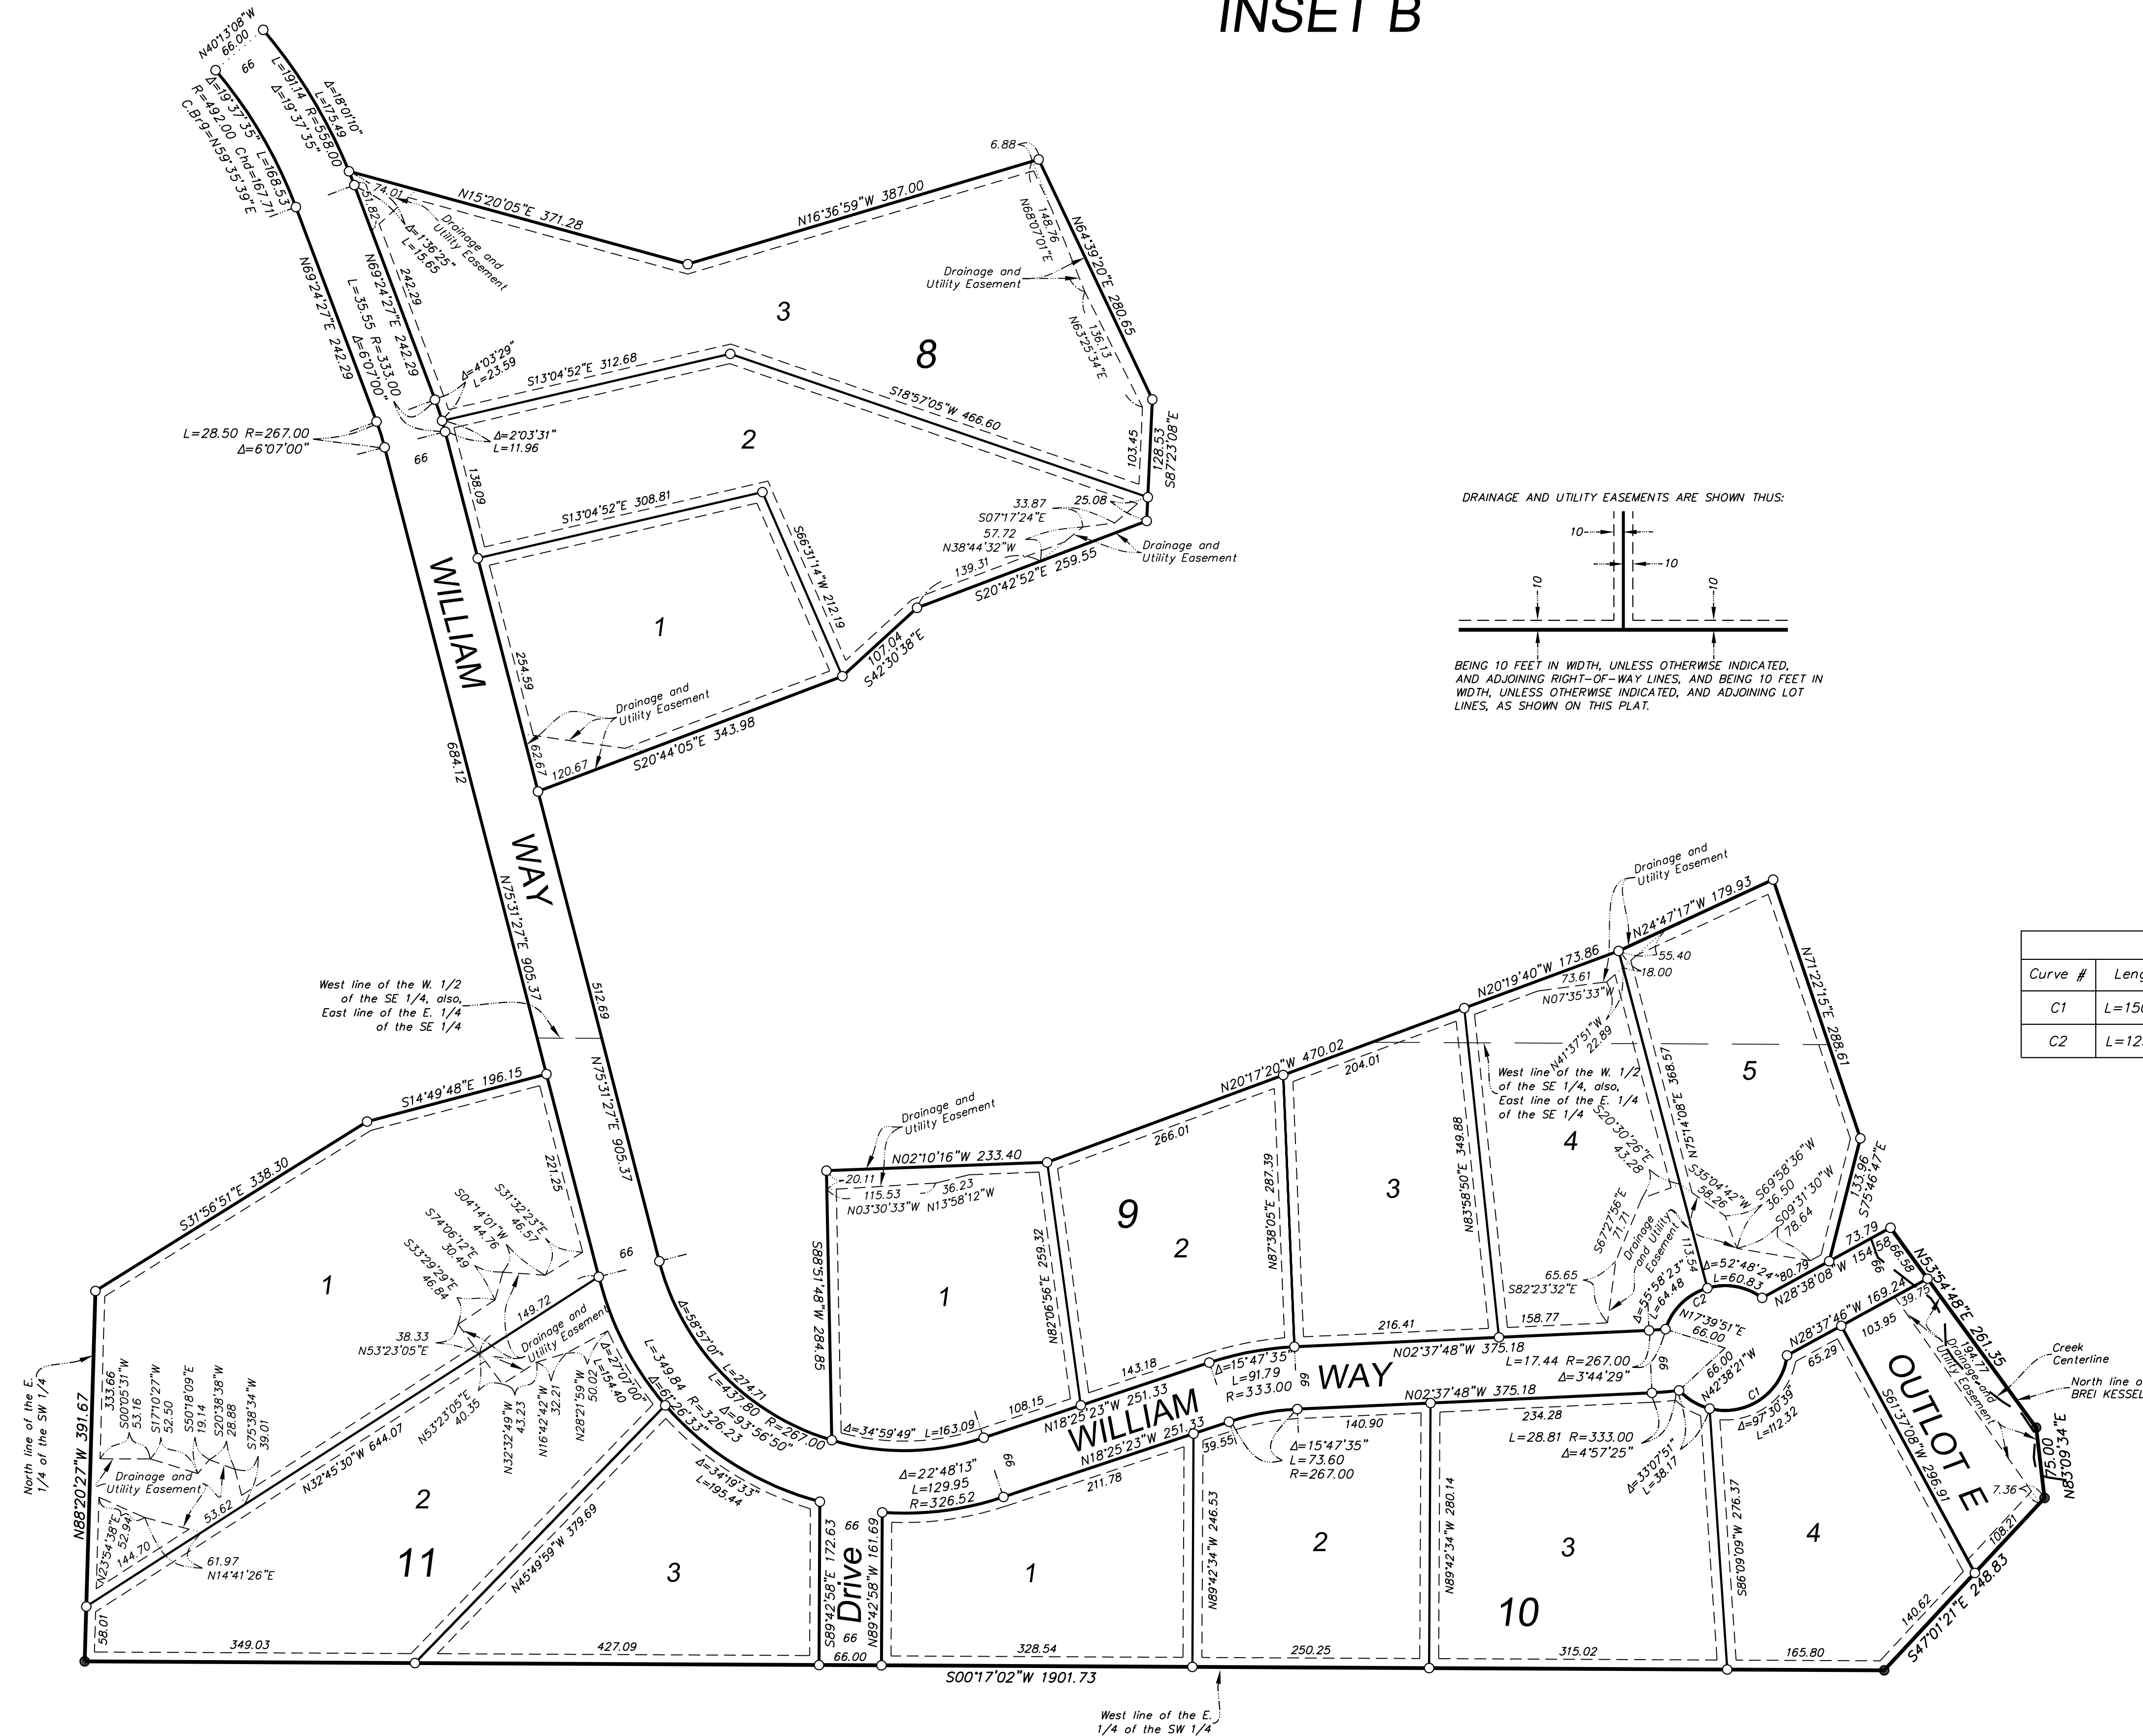 INSET B
N40°13'08"W
66.00
66
Δ=19°37'35" L=168.53
R=492.00 Chd=167.71
C.Brg=N59°35'39"E
L=191.14 R=558.00
Δ=19°37'35"
Δ=18°01'10"
L=175.49
74.01
51.82
Δ=1°36'25"
L=15.65
Drainage and
Utility Easement
N15°20'05"E 371.28
N16°36'59"W 387.00
6.88
148.76
N68°07'01"E
N64°39'20"E 280.65
Drainage and
Utility Easement
136.13
N63°25'34"E
3
8
N69°24'27"E 242.29
242.29
N69°24'27"E 242.29
L=35.55 R=333.00
Δ=6°07'00"
Δ=4°03'29"
L=23.59
S13°04'52"E 312.68
S18°57'05"W 466.60
103.45
128.53
S87°23'08"E
L=28.50 R=267.00
Δ=6°07'00"
Δ=2°03'31"
L=11.96
66
2
138.09
S13°04'52"E 308.81
33.87
S07°17'24"E
25.08
57.72
N38°44'32"W
139.31
S20°42'52"E 259.55
Drainage and
Utility Easement
S66°31'14"W 212.19
107.04
S42°30'38"E
1
254.59
Drainage and
Utility Easement
62.67
120.67
S20°44'05"E 343.98
WILLIAM
WAY
684.12
N75°31'27"E 905.37
512.69
N75°31'27"E 905.37
DRAINAGE AND UTILITY EASEMENTS ARE SHOWN THUS:
10
10
10
10
BEING 10 FEET IN WIDTH, UNLESS OTHERWISE INDICATED,
AND ADJOINING RIGHT-OF-WAY LINES, AND BEING 10 FEET IN
WIDTH, UNLESS OTHERWISE INDICATED, AND ADJOINING LOT
LINES, AS SHOWN ON THIS PLAT.
Curve # Leng
C1 L=150
C2 L=12
West line of the W. 1/2
of the SE 1/4, also,
East line of the E. 1/4
of the SE 1/4
S14°49'48"E 196.15
S31°56'51"E 338.30
221.25
1
S31°32'23"E
46.57
S04°14'01"W
44.76
S74°06'12"E
30.49
S33°29'29"E
46.84
38.33
N53°23'05"E
149.72
Drainage and
Utility Easement
66
North line of the E.
1/4 of the SW 1/4
N88°20'27"W 391.67
333.66
S00°05'31"W
53.16
S17°10'27"W
52.50
S50°18'09"E
19.14
S20°38'38"W
28.88
S75°38'34"W
39.01
Drainage and
Utility Easement
N23°54'38"E
52.94
144.70
53.62
61.97
N14°41'26"E
58.01
N32°45'30"W 644.07
N53°23'05"E
40.35
N32°32'49"W
43.23
N16°42'42"W
32.21
N28°21'59"W
50.02
Δ=27°07'00"
L=154.40
L=349.84 R=326.23
Δ=61°26'33"
Δ=34°19'33"
L=195.44
2
11
3
N45°49'59"W 379.69
349.03
427.09
Δ=58°57'01" L=274.71
L=437.80 R=267.00
Δ=93°56'50"
Δ=34°59'49" L=163.09
S89°42'58"E 172.63
66
Drive
66
66.00
N89°42'58"W 161.69
Drainage and
Utility Easement
N02°10'16"W 233.40
20.11
115.53
N03°30'33"W
36.23
N13°58'12"W
S88°51'48"W 284.85
1
N82°06'56"E 259.32
9
2
N20°17'20"W 470.02
266.01
204.01
N87°38'05"E 287.39
3
N83°58'50"E 349.88
N20°19'40"W 173.86
73.61
N07°35'33"W
Drainage and
Utility Easement
N24°47'17"W 179.93
55.40
18.00
N41°37'51"W
22.89
N71°22'15"E 288.61
5
West line of the W. 1/2
of the SE 1/4, also,
East line of the E. 1/4
of the SE 1/4
4
N75°14'08"E 368.57
S20°30'26"E
43.28
S35°04'42"W
58.26
S69°58'36"W
36.50
S09°31'30"W
78.64
S67°27'56"E
71.71
Drainage
and Utility
Easement
65.65
S82°23'32"E
113.54
133.96
S75°46'47"E
Δ=52°48'24"
L=60.83
80.79
N28°38'08"W 154.58
73.79
66.58
66
Δ=55°58'23"
L=64.48
C2
N17°39'51"E
66.00
158.77
216.41
N02°37'48"W 375.18
L=17.44 R=267.00
Δ=3°44'29"
66
WAY
66
Δ=15°47'35"
L=91.79
R=333.00
143.18
108.15
N18°25'23"W 251.33
WILLIAM
66
N18°25'23"W 251.33
211.78
39.55
Δ=22°48'13"
L=129.95
R=326.52
Δ=15°47'35"
L=73.60
R=267.00
N02°37'48"W 375.18
140.90
234.28
L=28.81 R=333.00
Δ=4°57'25"
66.00
N42°38'21"W
C1
Δ=97°30'39"
L=112.32
Δ=33°07'51"
L=38.17
N28°37'46"W 169.24
65.29
103.95
39.75
N53°54'48"E 261.35
194.77
Drainage and
Utility Easement
Creek
Centerline
North line o
BREI KESSEL
N83°09'34"E
75.00
7.36
OUTLOT E
S61°37'08"W 296.91
108.21
S47°01'21"E 248.83
140.62
1
N89°42'34"W 246.53
2
N89°42'34"W 280.14
3
10
S86°09'09"W 276.37
4
328.54
250.25
315.02
165.80
S00°17'02"W 1901.73
West line of the E.
1/4 of the SW 1/4